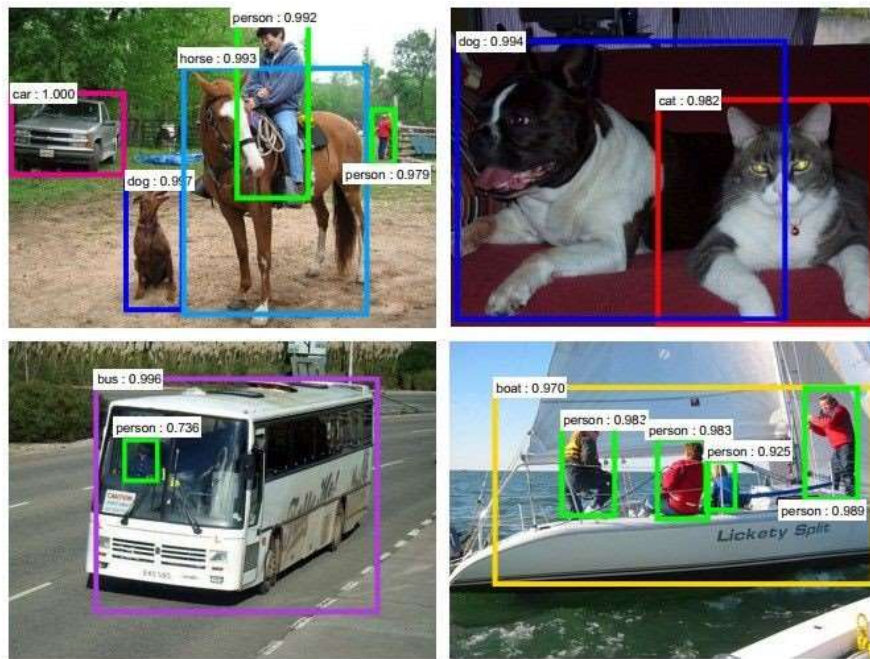 person : 0.992
horse : 0.993
car : 1.000
dog : 0.997
person : 0.979
dog : 0.994
cat : 0.982
bus : 0.996
person : 0.736
CAUTION
boat : 0.970
person : 0.983
person : 0.983
person : 0.925
person : 0.989
Lickety Split